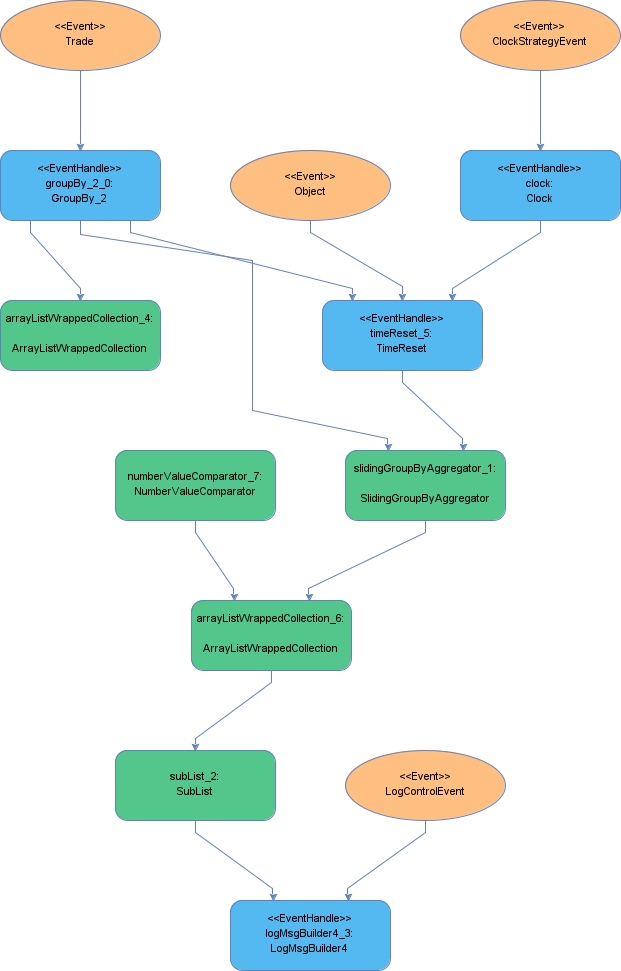 <<Event>>
Trade
<<Event>>
ClockStrategyEvent
<<EventHandle>>
groupBy_2_0:
GroupBy_2
<<Event>>
Object
<<EventHandle>>
clock:
Clock
arrayListWrappedCollection_4:
ArrayListWrappedCollection
<<EventHandle>>
timeReset_5:
TimeReset
numberValueComparator_7:
NumberValueComparator
slidingGroupByAggregator_1:
SlidingGroupByAggregator
arrayListWrappedCollection_6:
ArrayListWrappedCollection
subList_2:
SubList
<<Event>>
LogControlEvent
<<EventHandle>>
logMsgBuilder4_3:
LogMsgBuilder4